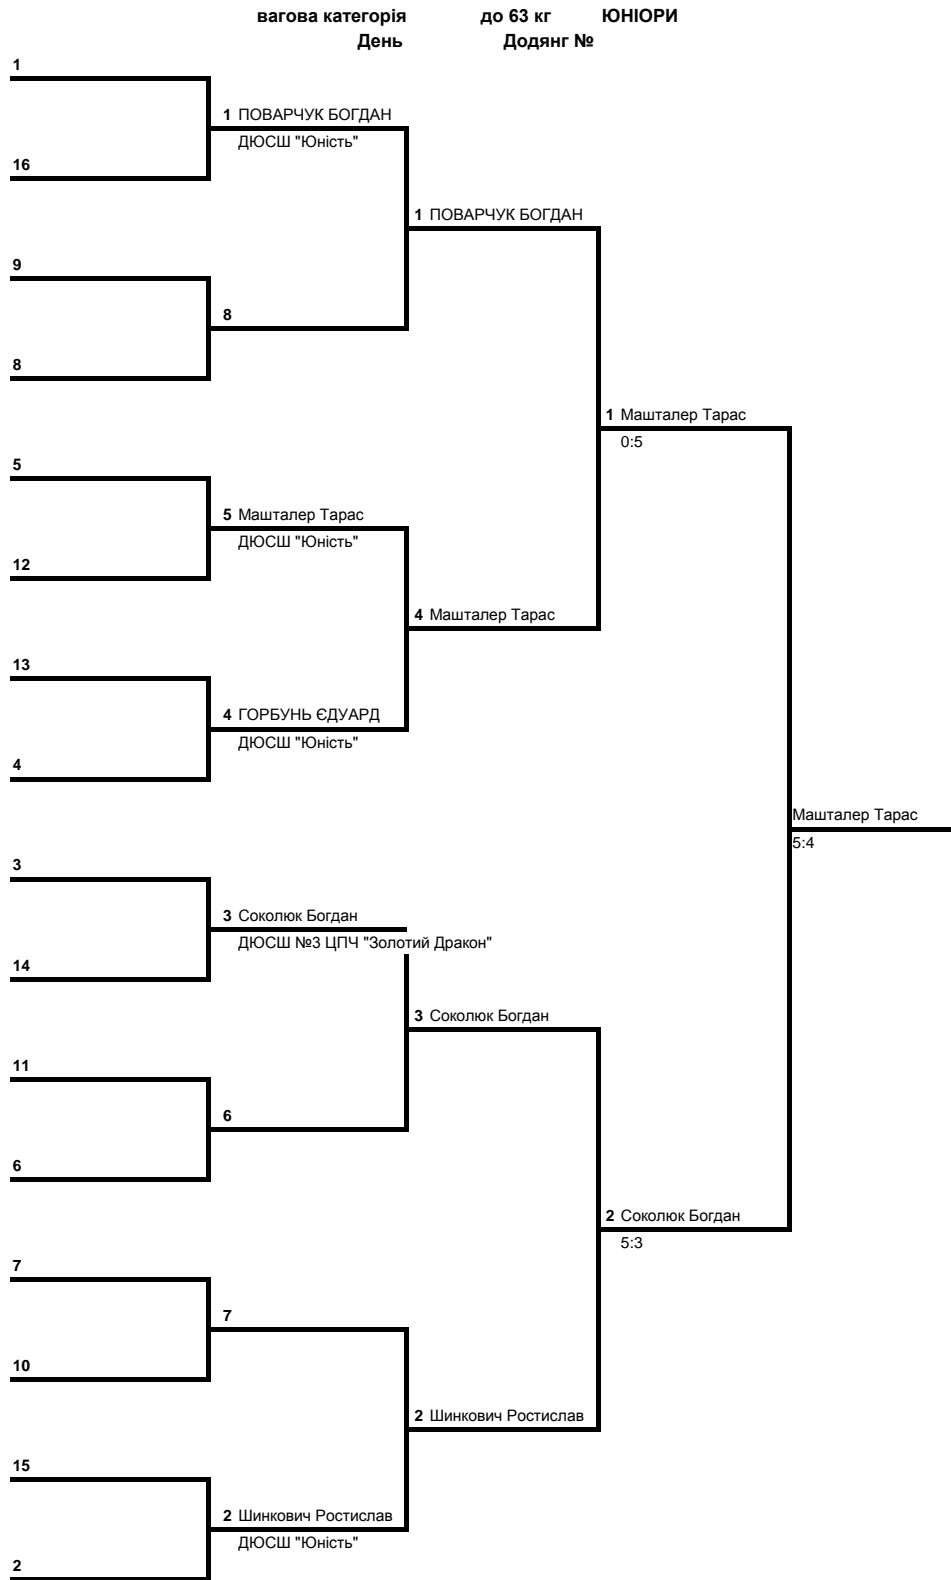 вагова категорія до 63 кг ЮНІОРИ
День Додянг №
1
1 ПОВАРЧУК БОГДАН
ДЮСШ "Юність"
16
1 ПОВАРЧУК БОГДАН
9
8
8
1 Машталер Тарас
0:5
5
5 Машталер Тарас
ДЮСШ "Юність"
12
4 Машталер Тарас
13
4 ГОРБУНЬ ЄДУАРД
ДЮСШ "Юність"
4
Машталер Тарас
5:4
3
3 Соколюк Богдан
ДЮСШ №3 ЦПЧ "Золотий Дракон"
14
3 Соколюк Богдан
11
6
6
2 Соколюк Богдан
5:3
7
7
10
2 Шинкович Ростислав
15
2 Шинкович Ростислав
ДЮСШ "Юність"
2